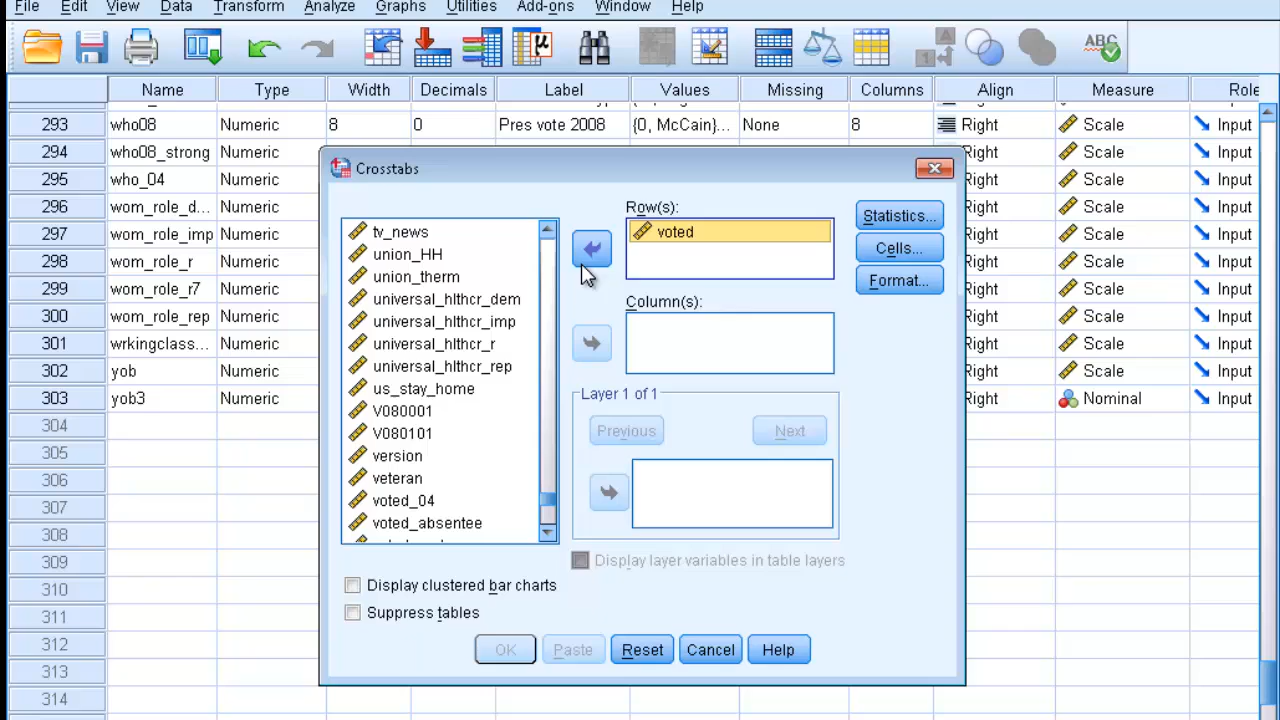 File Edit View Data Transform Analyze Graphs Utilities Add-ons Window Help
A
μ
A
ABC
Name Type Width Decimals Label Values Missing Columns Align Measure Role
293 who08 Numeric 8 0 Pres vote 2008 {0, McCain}... None 8 Right Scale Input
294 who08_strong Numeric Right Scale Input
295 who_04 Numeric Right Scale Input
296 wom_role_d... Numeric Right Scale Input
297 wom_role_imp Numeric Right Scale Input
298 wom_role_r Numeric Right Scale Input
299 wom_role_r7 Numeric Right Scale Input
300 wom_role_rep Numeric Right Scale Input
301 wrkingclass... Numeric Right Scale Input
302 yob Numeric Right Scale Input
303 yob3 Numeric Right Nominal Input
304
305
306
307
308
309
310
311
312
313
314
Crosstabs
tv_news
union_HH
union_therm
universal_hlthcr_dem
universal_hlthcr_imp
universal_hlthcr_r
universal_hlthcr_rep
us_stay_home
V080001
V080101
version
veteran
voted_04
voted_absentee
Row(s):
voted
Column(s):
Layer 1 of 1
Previous Next
Display layer variables in table layers
Statistics...
Cells...
Format...
Display clustered bar charts
Suppress tables
OK Paste Reset Cancel Help